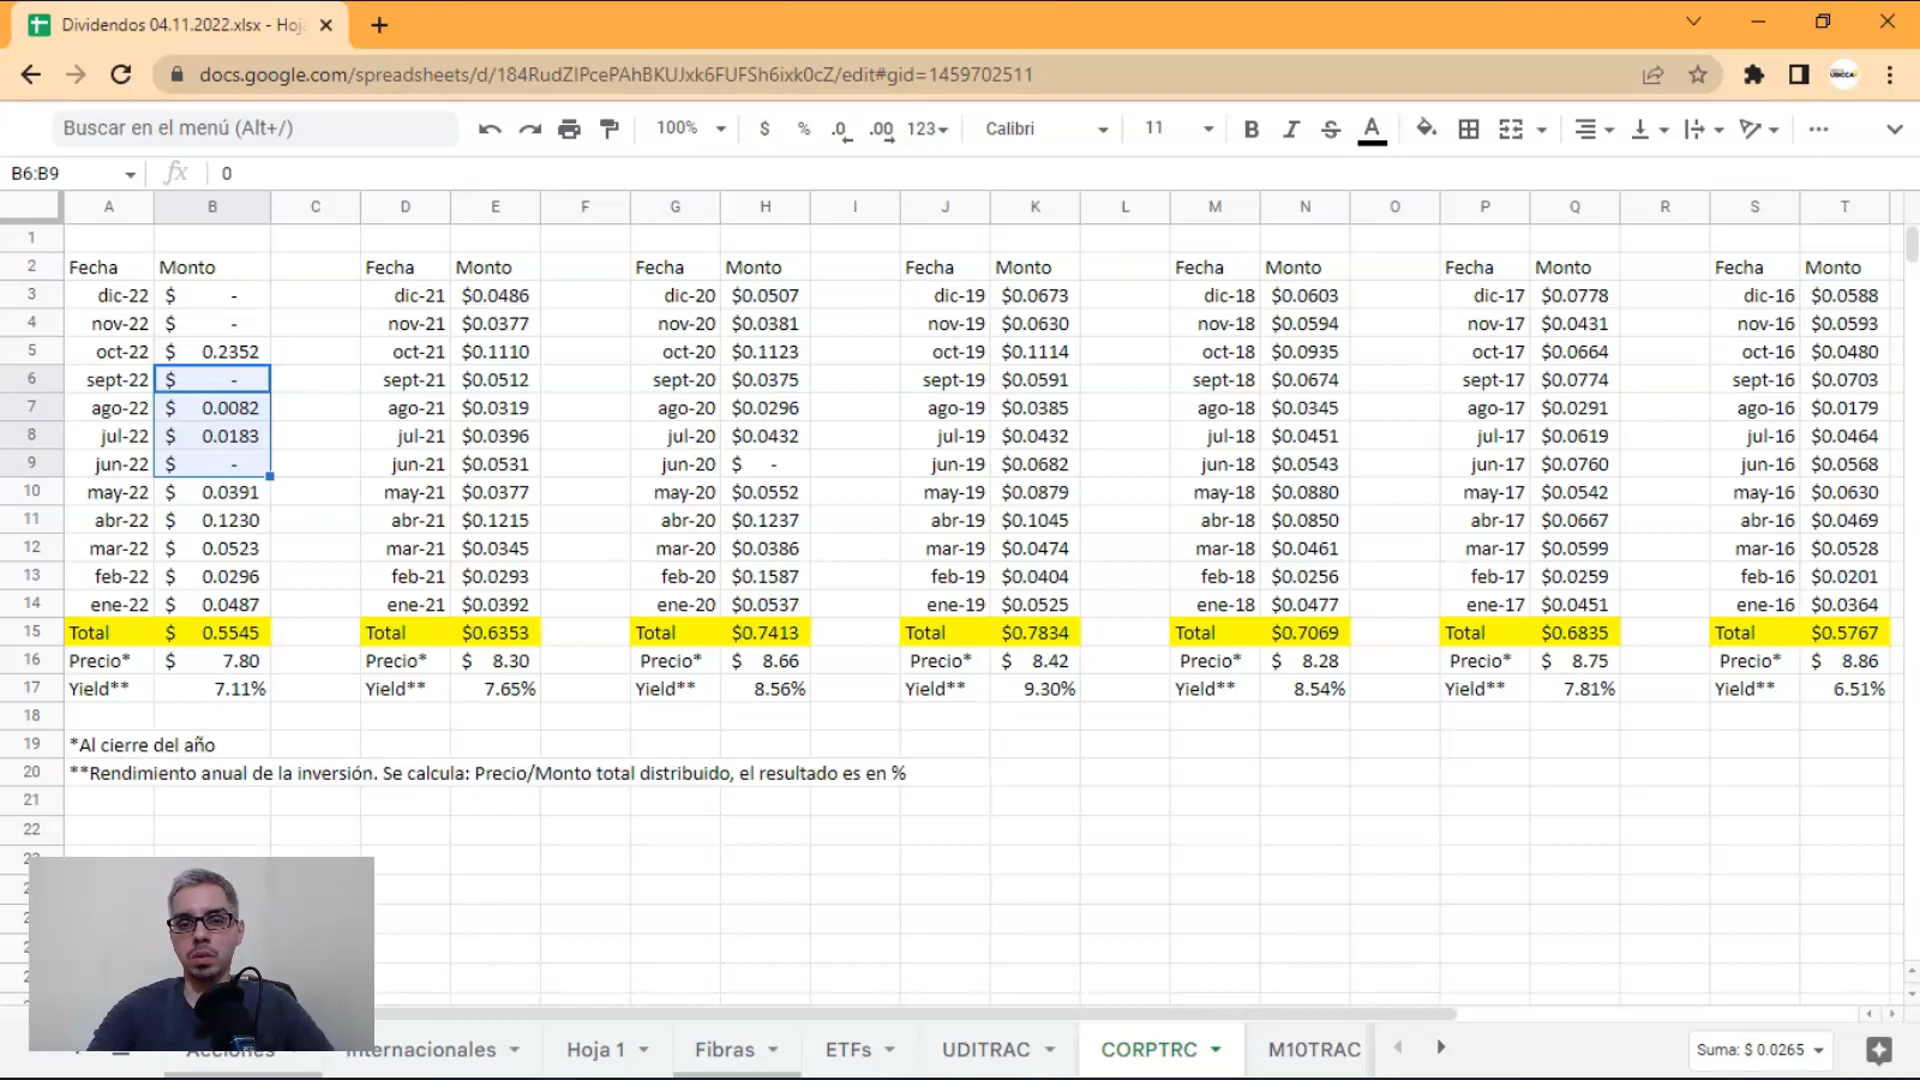 Dividendos 04.11.2022.xlsx - Hoj
docs.google.com/spreadsheets/d/184RudZIPcePAhBKUJxk6FUFSh6ixk0cZ/edit#gid=1459702511
Buscar en el menú (Alt+/) 100% $ % .0 .00 123 Calibri 11 B I S A
B6:B9 fx 0
A B C D E F G H I J K L M N O P Q R S T
1
2 Fecha Monto Fecha Monto Fecha Monto Fecha Monto Fecha Monto Fecha Monto Fecha Monto
3 dic-22 $ - dic-21 $0.0486 dic-20 $0.0507 dic-19 $0.0673 dic-18 $0.0603 dic-17 $0.0778 dic-16 $0.0588
4 nov-22 $ - nov-21 $0.0377 nov-20 $0.0381 nov-19 $0.0630 nov-18 $0.0594 nov-17 $0.0431 nov-16 $0.0593
5 oct-22 $ 0.2352 oct-21 $0.1110 oct-20 $0.1123 oct-19 $0.1114 oct-18 $0.0935 oct-17 $0.0664 oct-16 $0.0480
6 sept-22 $ - sept-21 $0.0512 sept-20 $0.0375 sept-19 $0.0591 sept-18 $0.0674 sept-17 $0.0774 sept-16 $0.0703
7 ago-22 $ 0.0082 ago-21 $0.0319 ago-20 $0.0296 ago-19 $0.0385 ago-18 $0.0345 ago-17 $0.0291 ago-16 $0.0179
8 jul-22 $ 0.0183 jul-21 $0.0396 jul-20 $0.0432 jul-19 $0.0432 jul-18 $0.0451 jul-17 $0.0619 jul-16 $0.0464
9 jun-22 $ - jun-21 $0.0531 jun-20 $ - jun-19 $0.0682 jun-18 $0.0543 jun-17 $0.0760 jun-16 $0.0568
10 may-22 $ 0.0391 may-21 $0.0377 may-20 $0.0552 may-19 $0.0879 may-18 $0.0880 may-17 $0.0542 may-16 $0.0630
11 abr-22 $ 0.1230 abr-21 $0.1215 abr-20 $0.1237 abr-19 $0.1045 abr-18 $0.0850 abr-17 $0.0667 abr-16 $0.0469
12 mar-22 $ 0.0523 mar-21 $0.0345 mar-20 $0.0386 mar-19 $0.0474 mar-18 $0.0461 mar-17 $0.0599 mar-16 $0.0528
13 feb-22 $ 0.0296 feb-21 $0.0293 feb-20 $0.1587 feb-19 $0.0404 feb-18 $0.0256 feb-17 $0.0259 feb-16 $0.0201
14 ene-22 $ 0.0487 ene-21 $0.0392 ene-20 $0.0537 ene-19 $0.0525 ene-18 $0.0477 ene-17 $0.0451 ene-16 $0.0364
15 Total $ 0.5545 Total $0.6353 Total $0.7413 Total $0.7834 Total $0.7069 Total $0.6835 Total $0.5767
16 Precio* $ 7.80 Precio* $ 8.30 Precio* $ 8.66 Precio* $ 8.42 Precio* $ 8.28 Precio* $ 8.75 Precio* $ 8.86
17 Yield** 7.11% Yield** 7.65% Yield** 8.56% Yield** 9.30% Yield** 8.54% Yield** 7.81% Yield** 6.51%
18
19 *Al cierre del año
20 **Rendimiento anual de la inversión. Se calcula: Precio/Monto total distribuido, el resultado es en %
21
22
Acciones Internacionales Hoja 1 Fibras ETFs UDITRAC CORPTRC M10TRAC Suma: $ 0.0265